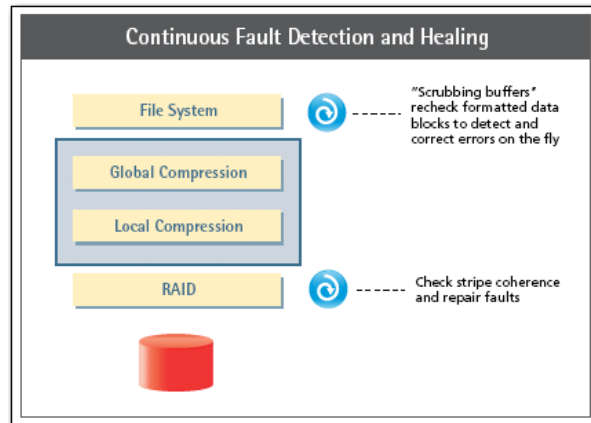 Continuous Fault Detection and Healing
File System
"Scrubbing buffers"
recheck formatted data
blocks to detect and
correct errors on the fly
Global Compression
Local Compression
RAID
Check stripe coherence
and repair faults